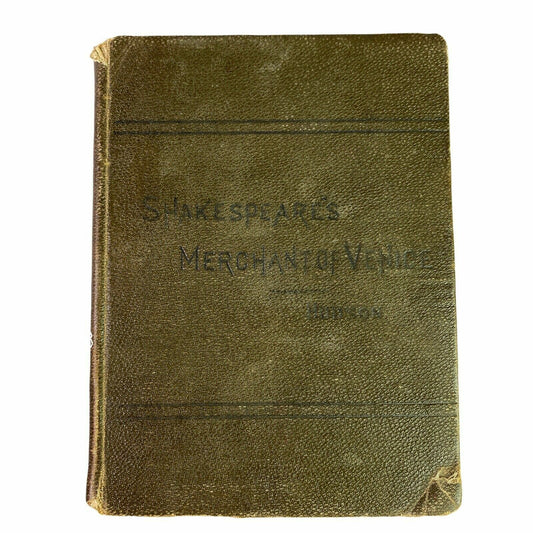 SHAKESPEARE'S
MERCHANT OF VENICE
HUDSON